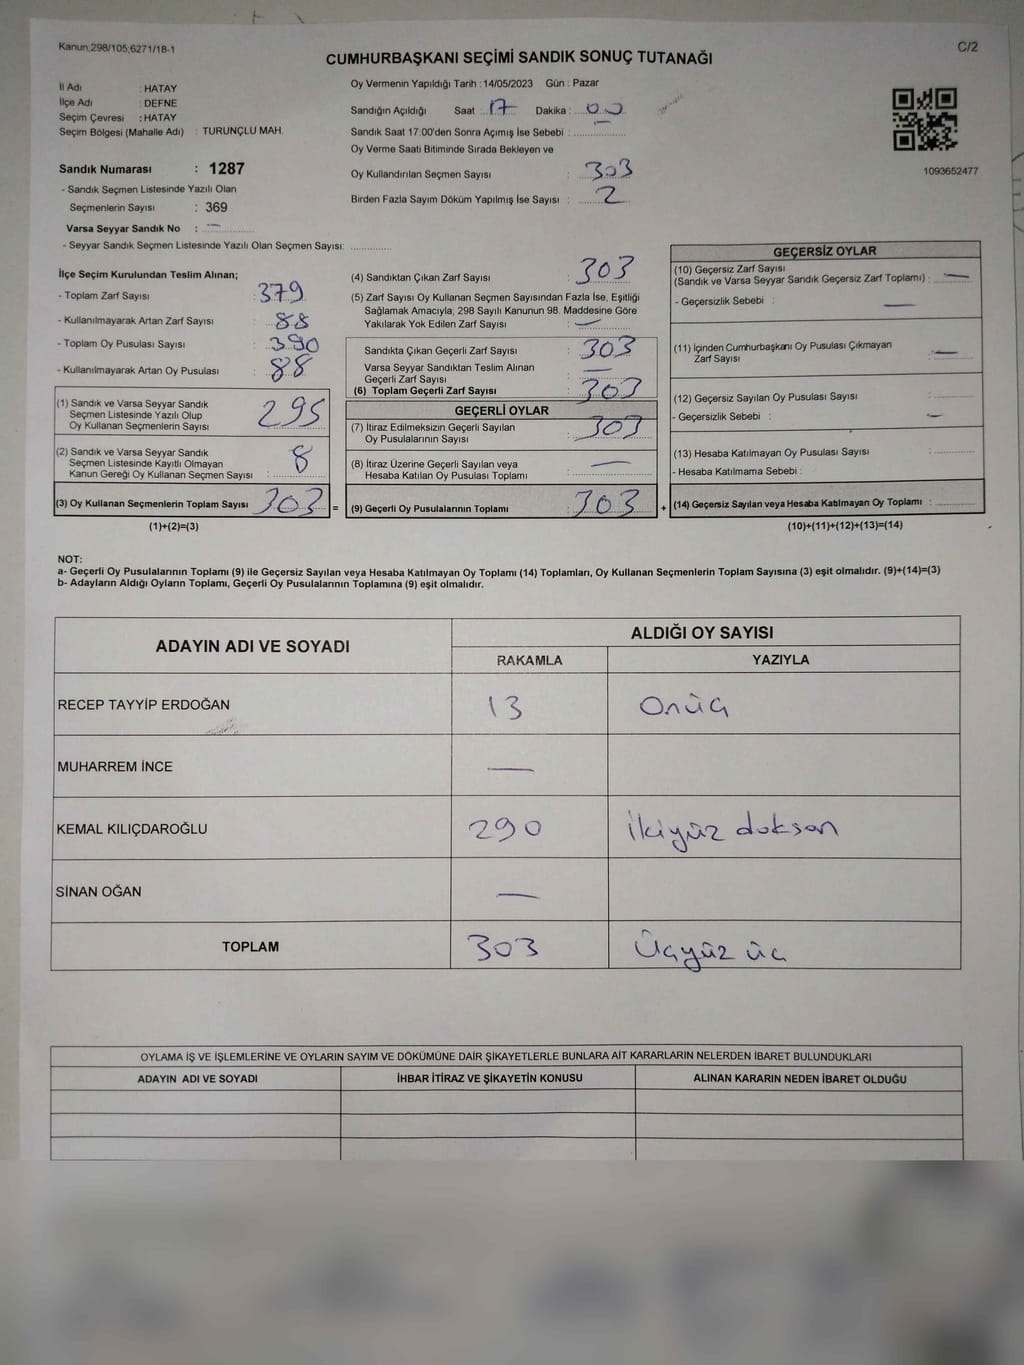 Kanun;298/105,6271/18-1
C/2
CUMHURBAŞKANI SEÇİMİ SANDIK SONUÇ TUTANAĞI
İl Adı : HATAY
İlçe Adı : DEFNE
Seçim Çevresi : HATAY
Seçim Bölgesi (Mahalle Adı) : TURUNÇLU MAH.
Oy Vermenin Yapıldığı Tarih : 14/05/2023 Gün : Pazar
Sandığın Açıldığı Saat : 17 Dakika : 00
Sandık Saat 17:00'den Sonra Açımış İse Sebebi :
Oy Verme Saati Bitiminde Sırada Bekleyen ve
Oy Kullandırılan Seçmen Sayısı : 303
Birden Fazla Sayım Döküm Yapılmış İse Sayısı : 2
1093652477
Sandık Numarası : 1287
- Sandık Seçmen Listesinde Yazılı Olan
Seçmenlerin Sayısı : 369
Varsa Seyyar Sandık No : —
- Seyyar Sandık Seçmen Listesinde Yazılı Olan Seçmen Sayısı:
İlçe Seçim Kurulundan Teslim Alınan;
- Toplam Zarf Sayısı : 379
- Kullanılmayarak Artan Zarf Sayısı : 88
- Toplam Oy Pusulası Sayısı : 390
- Kullanılmayarak Artan Oy Pusulası : 88
(1) Sandık ve Varsa Seyyar Sandık
Seçmen Listesinde Yazılı Olup
Oy Kullanan Seçmenlerin Sayısı : 295
(2) Sandık ve Varsa Seyyar Sandık
Seçmen Listesinde Kayıtlı Olmayan
Kanun Gereği Oy Kullanan Seçmen Sayısı : 8
(3) Oy Kullanan Seçmenlerin Toplam Sayısı : 303 =
(1)+(2)=(3)
(4) Sandıktan Çıkan Zarf Sayısı : 303
(5) Zarf Sayısı Oy Kullanan Seçmen Sayısından Fazla İse, Eşitliği
Sağlamak Amacıyla, 298 Sayılı Kanunun 98. Maddesine Göre
Yakılarak Yok Edilen Zarf Sayısı : —
Sandıkta Çıkan Geçerli Zarf Sayısı : 303
Varsa Seyyar Sandıktan Teslim Alınan
Geçerli Zarf Sayısı : —
(6) Toplam Geçerli Zarf Sayısı : 303
GEÇERLİ OYLAR
(7) İtiraz Edilmeksizin Geçerli Sayılan
Oy Pusulalarının Sayısı : 303
(8) İtiraz Üzerine Geçerli Sayılan veya
Hesaba Katılan Oy Pusulası Toplamı : —
(9) Geçerli Oy Pusulalarının Toplamı : 303 +
GEÇERSİZ OYLAR
(10) Geçersiz Zarf Sayısı
(Sandık ve Varsa Seyyar Sandık Geçersiz Zarf Toplamı) : —
- Geçersizlik Sebebi : —
(11) İçinden Cumhurbaşkanı Oy Pusulası Çıkmayan
Zarf Sayısı : —
(12) Geçersiz Sayılan Oy Pusulası Sayısı :
- Geçersizlik Sebebi : —
(13) Hesaba Katılmayan Oy Pusulası Sayısı :
- Hesaba Katılmama Sebebi :
(14) Geçersiz Sayılan veya Hesaba Katılmayan Oy Toplamı :
(10)+(11)+(12)+(13)=(14)
NOT:
a- Geçerli Oy Pusulalarının Toplamı (9) ile Geçersiz Sayılan veya Hesaba Katılmayan Oy Toplamı (14) Toplamları, Oy Kullanan Seçmenlerin Toplam Sayısına (3) eşit olmalıdır. (9)+(14)=(3)
b- Adayların Aldığı Oyların Toplamı, Geçerli Oy Pusulalarının Toplamına (9) eşit olmalıdır.
ADAYIN ADI VE SOYADI
ALDIĞI OY SAYISI
RAKAMLA YAZIYLA
RECEP TAYYİP ERDOĞAN 13 Onüç
MUHARREM İNCE —
KEMAL KILIÇDAROĞLU 290 İkiyüz doksan
SİNAN OĞAN —
TOPLAM 303 Üçyüz üç
OYLAMA İŞ VE İŞLEMLERİNE VE OYLARIN SAYIM VE DÖKÜMÜNE DAİR ŞİKAYETLERLE BUNLARA AİT KARARLARIN NELERDEN İBARET BULUNDUKLARI
ADAYIN ADI VE SOYADI İHBAR İTİRAZ VE ŞİKAYETİN KONUSU ALINAN KARARIN NEDEN İBARET OLDUĞU